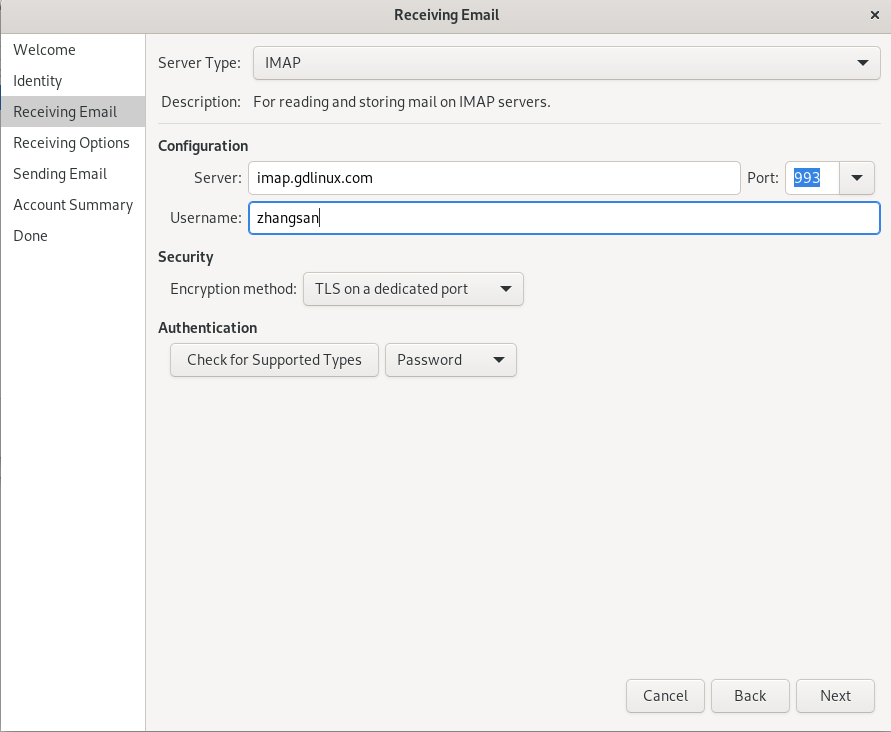 Receiving Email
Welcome
Identity
Receiving Email
Receiving Options
Sending Email
Account Summary
Done
Server Type: IMAP
Description: For reading and storing mail on IMAP servers.
Configuration
Server: imap.gdlinux.com Port: 993
Username: zhangsan
Security
Encryption method: TLS on a dedicated port
Authentication
Check for Supported Types Password
Cancel Back Next